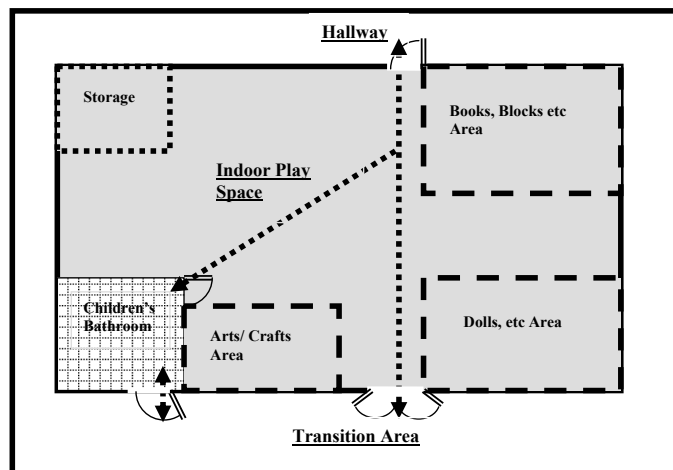 Hallway
Storage
Books, Blocks etc
Area
Indoor Play
Space
Children's
Bathroom
Arts/ Crafts
Area
Dolls, etc Area
Transition Area